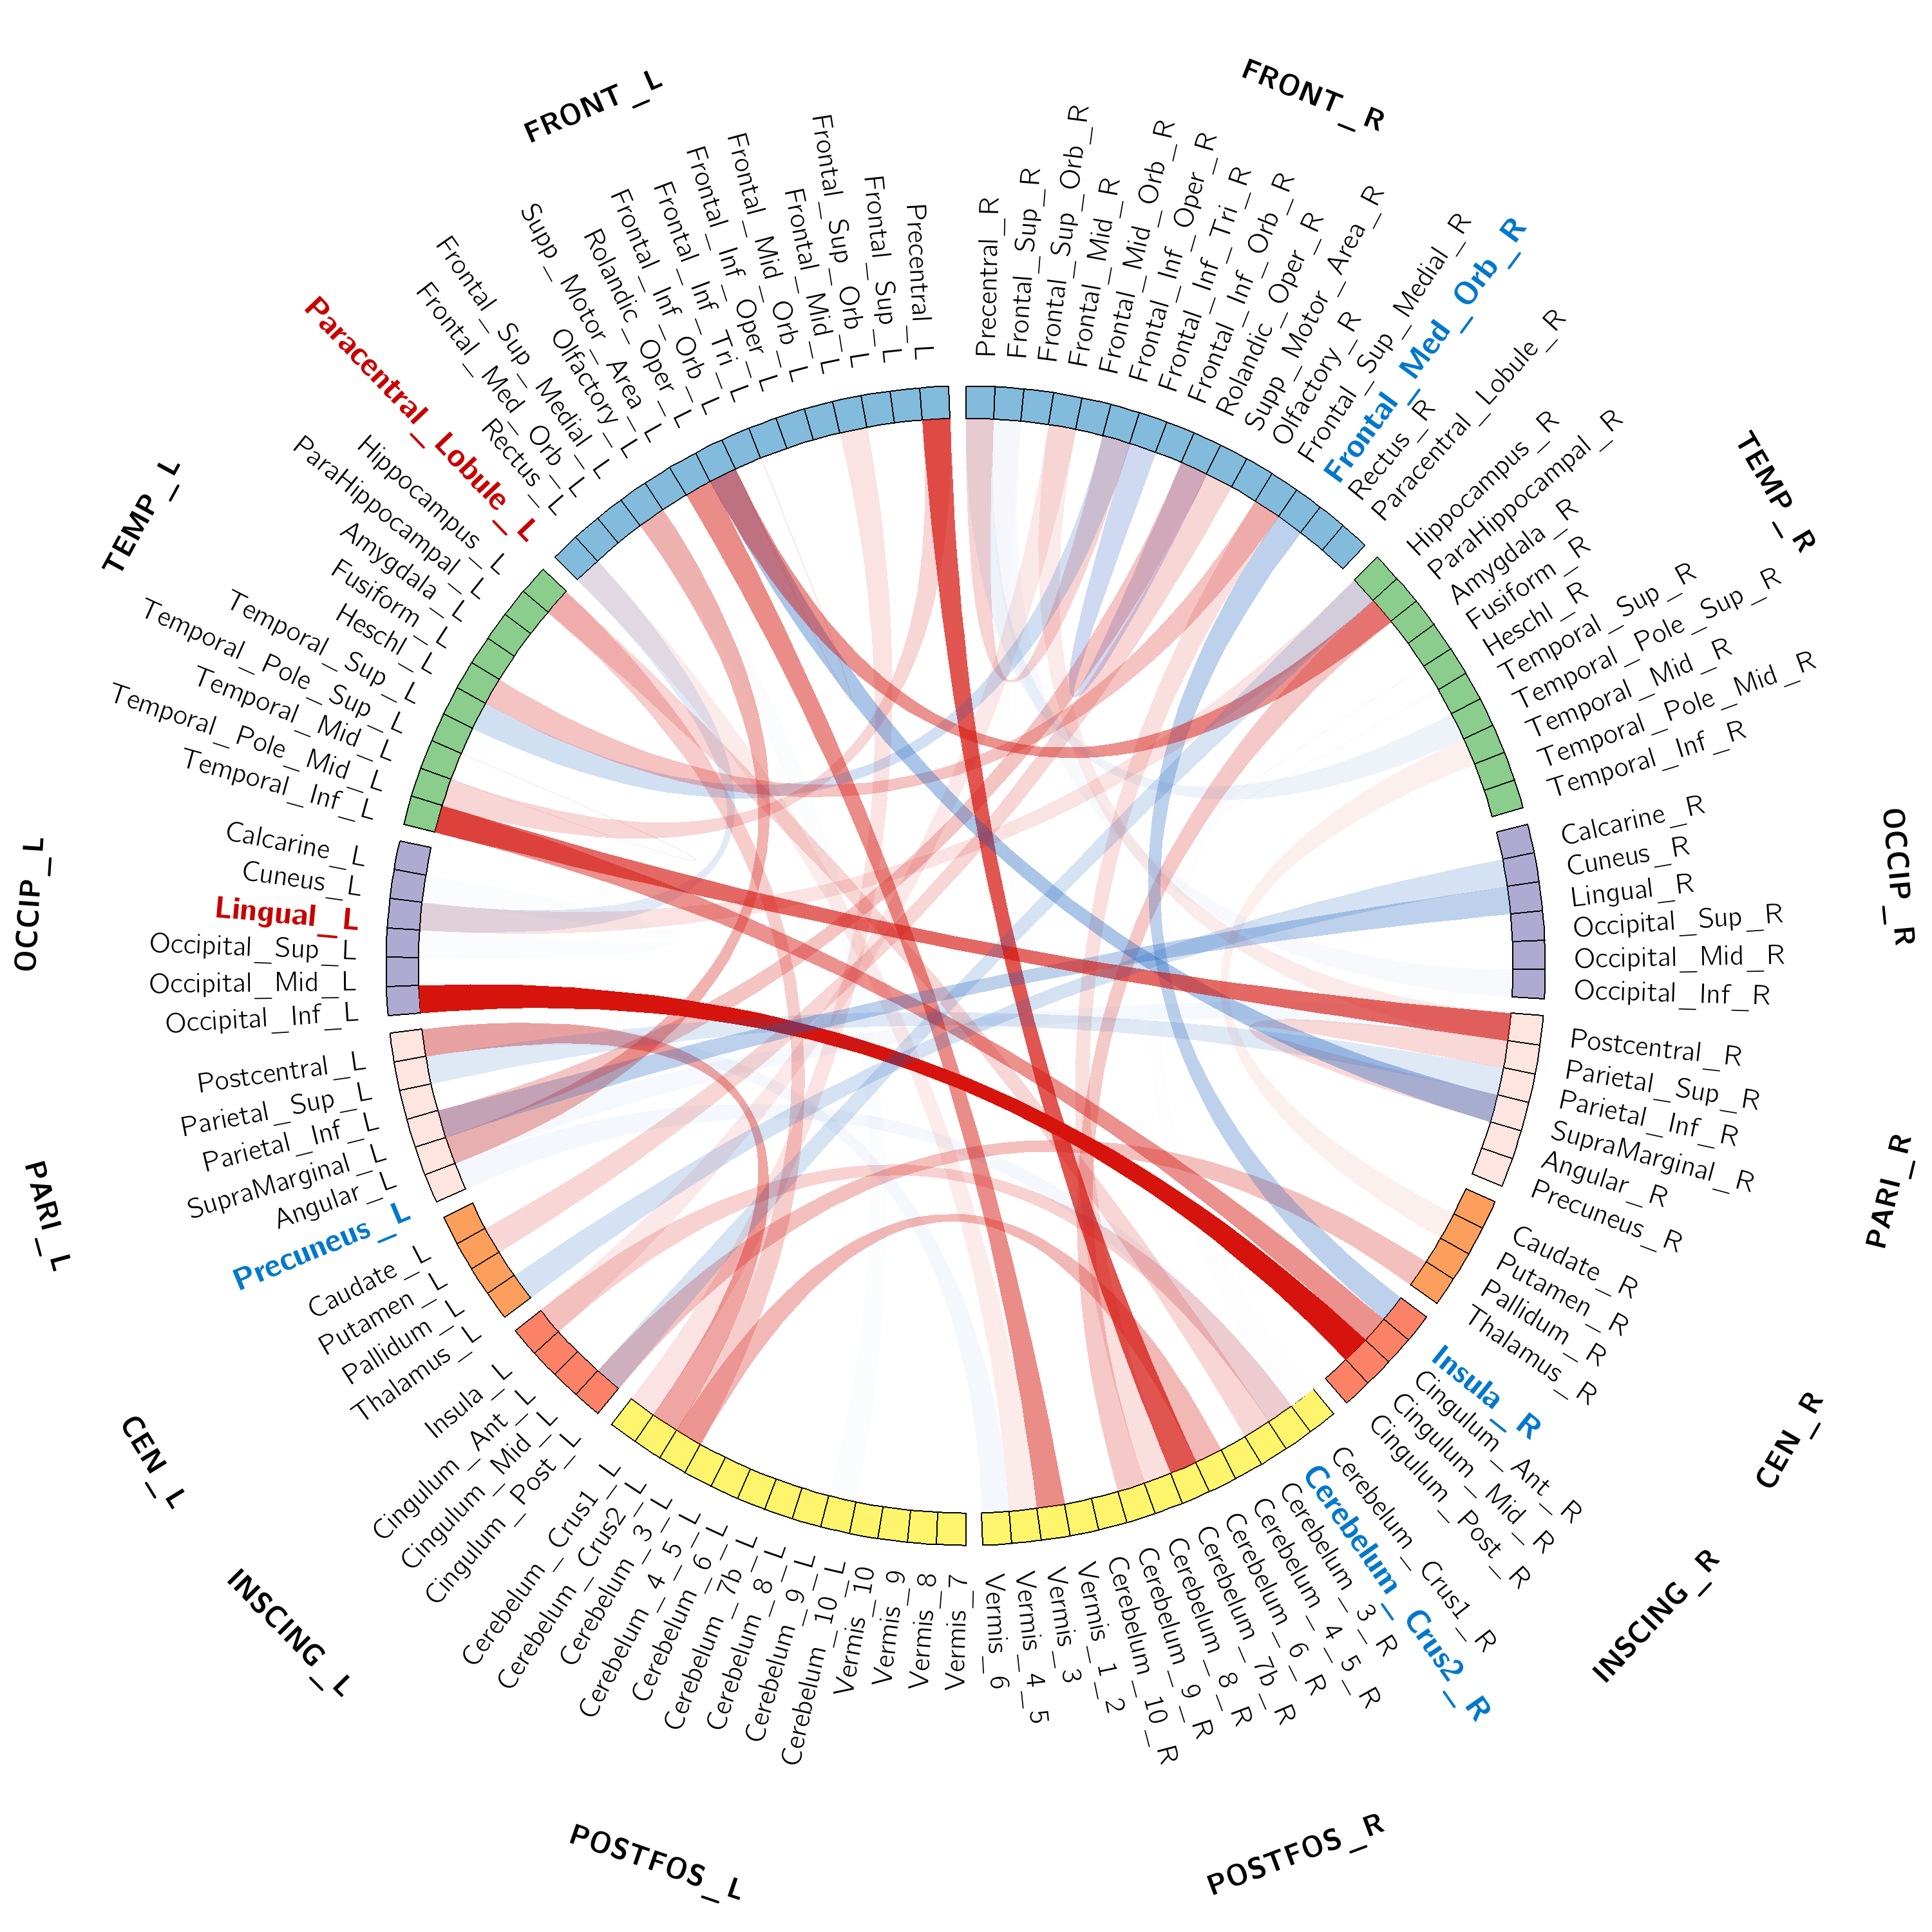 FRONT_L
FRONT_R
TEMP_R
OCCIP_R
PARI_R
CEN_R
INSCING_R
POSTFOS_R
POSTFOS_L
INSCING_L
CEN_L
PARI_L
OCCIP_L
TEMP_L
Precentral_R
Frontal_Sup_R
Frontal_Sup_Orb_R
Frontal_Mid_R
Frontal_Mid_Orb_R
Frontal_Inf_Oper_R
Frontal_Inf_Tri_R
Frontal_Inf_Orb_R
Rolandic_Oper_R
Supp_Motor_Area_R
Olfactory_R
Frontal_Sup_Medial_R
Frontal_Med_Orb_R
Rectus_R
Paracentral_Lobule_R
Hippocampus_R
ParaHippocampal_R
Amygdala_R
Fusiform_R
Heschl_R
Temporal_Sup_R
Temporal_Pole_Sup_R
Temporal_Mid_R
Temporal_Pole_Mid_R
Temporal_Inf_R
Calcarine_R
Cuneus_R
Lingual_R
Occipital_Sup_R
Occipital_Mid_R
Occipital_Inf_R
Postcentral_R
Parietal_Sup_R
Parietal_Inf_R
SupraMarginal_R
Angular_R
Precuneus_R
Caudate_R
Putamen_R
Pallidum_R
Thalamus_R
Insula_R
Cingulum_Ant_R
Cingulum_Mid_R
Cingulum_Post_R
Cerebelum_Crus1_R
Cerebelum_Crus2_R
Cerebelum_3_R
Cerebelum_4_5_R
Cerebelum_6_R
Cerebelum_7b_R
Cerebelum_8_R
Cerebelum_9_R
Cerebelum_10_R
Vermis_1_2
Vermis_3
Vermis_4_5
Vermis_6
Vermis_7
Vermis_8
Vermis_9
Vermis_10
Cerebelum_10_L
Cerebelum_9_L
Cerebelum_8_L
Cerebelum_7b_L
Cerebelum_6_L
Cerebelum_4_5_L
Cerebelum_3_L
Cerebelum_Crus2_L
Cerebelum_Crus1_L
Cingulum_Post_L
Cingulum_Mid_L
Cingulum_Ant_L
Insula_L
Thalamus_L
Pallidum_L
Putamen_L
Caudate_L
Precuneus_L
Angular_L
SupraMarginal_L
Parietal_Inf_L
Parietal_Sup_L
Postcentral_L
Occipital_Inf_L
Occipital_Mid_L
Occipital_Sup_L
Lingual_L
Cuneus_L
Calcarine_L
Temporal_Inf_L
Temporal_Pole_Mid_L
Temporal_Mid_L
Temporal_Pole_Sup_L
Temporal_Sup_L
Heschl_L
Fusiform_L
Amygdala_L
ParaHippocampal_L
Hippocampus_L
Paracentral_Lobule_L
Rectus_L
Frontal_Med_Orb_L
Frontal_Sup_Medial_L
Olfactory_L
Supp_Motor_Area_L
Rolandic_Oper_L
Frontal_Inf_Orb_L
Frontal_Inf_Tri_L
Frontal_Inf_Oper_L
Frontal_Mid_Orb_L
Frontal_Mid_L
Frontal_Sup_Orb_L
Frontal_Sup_L
Precentral_L